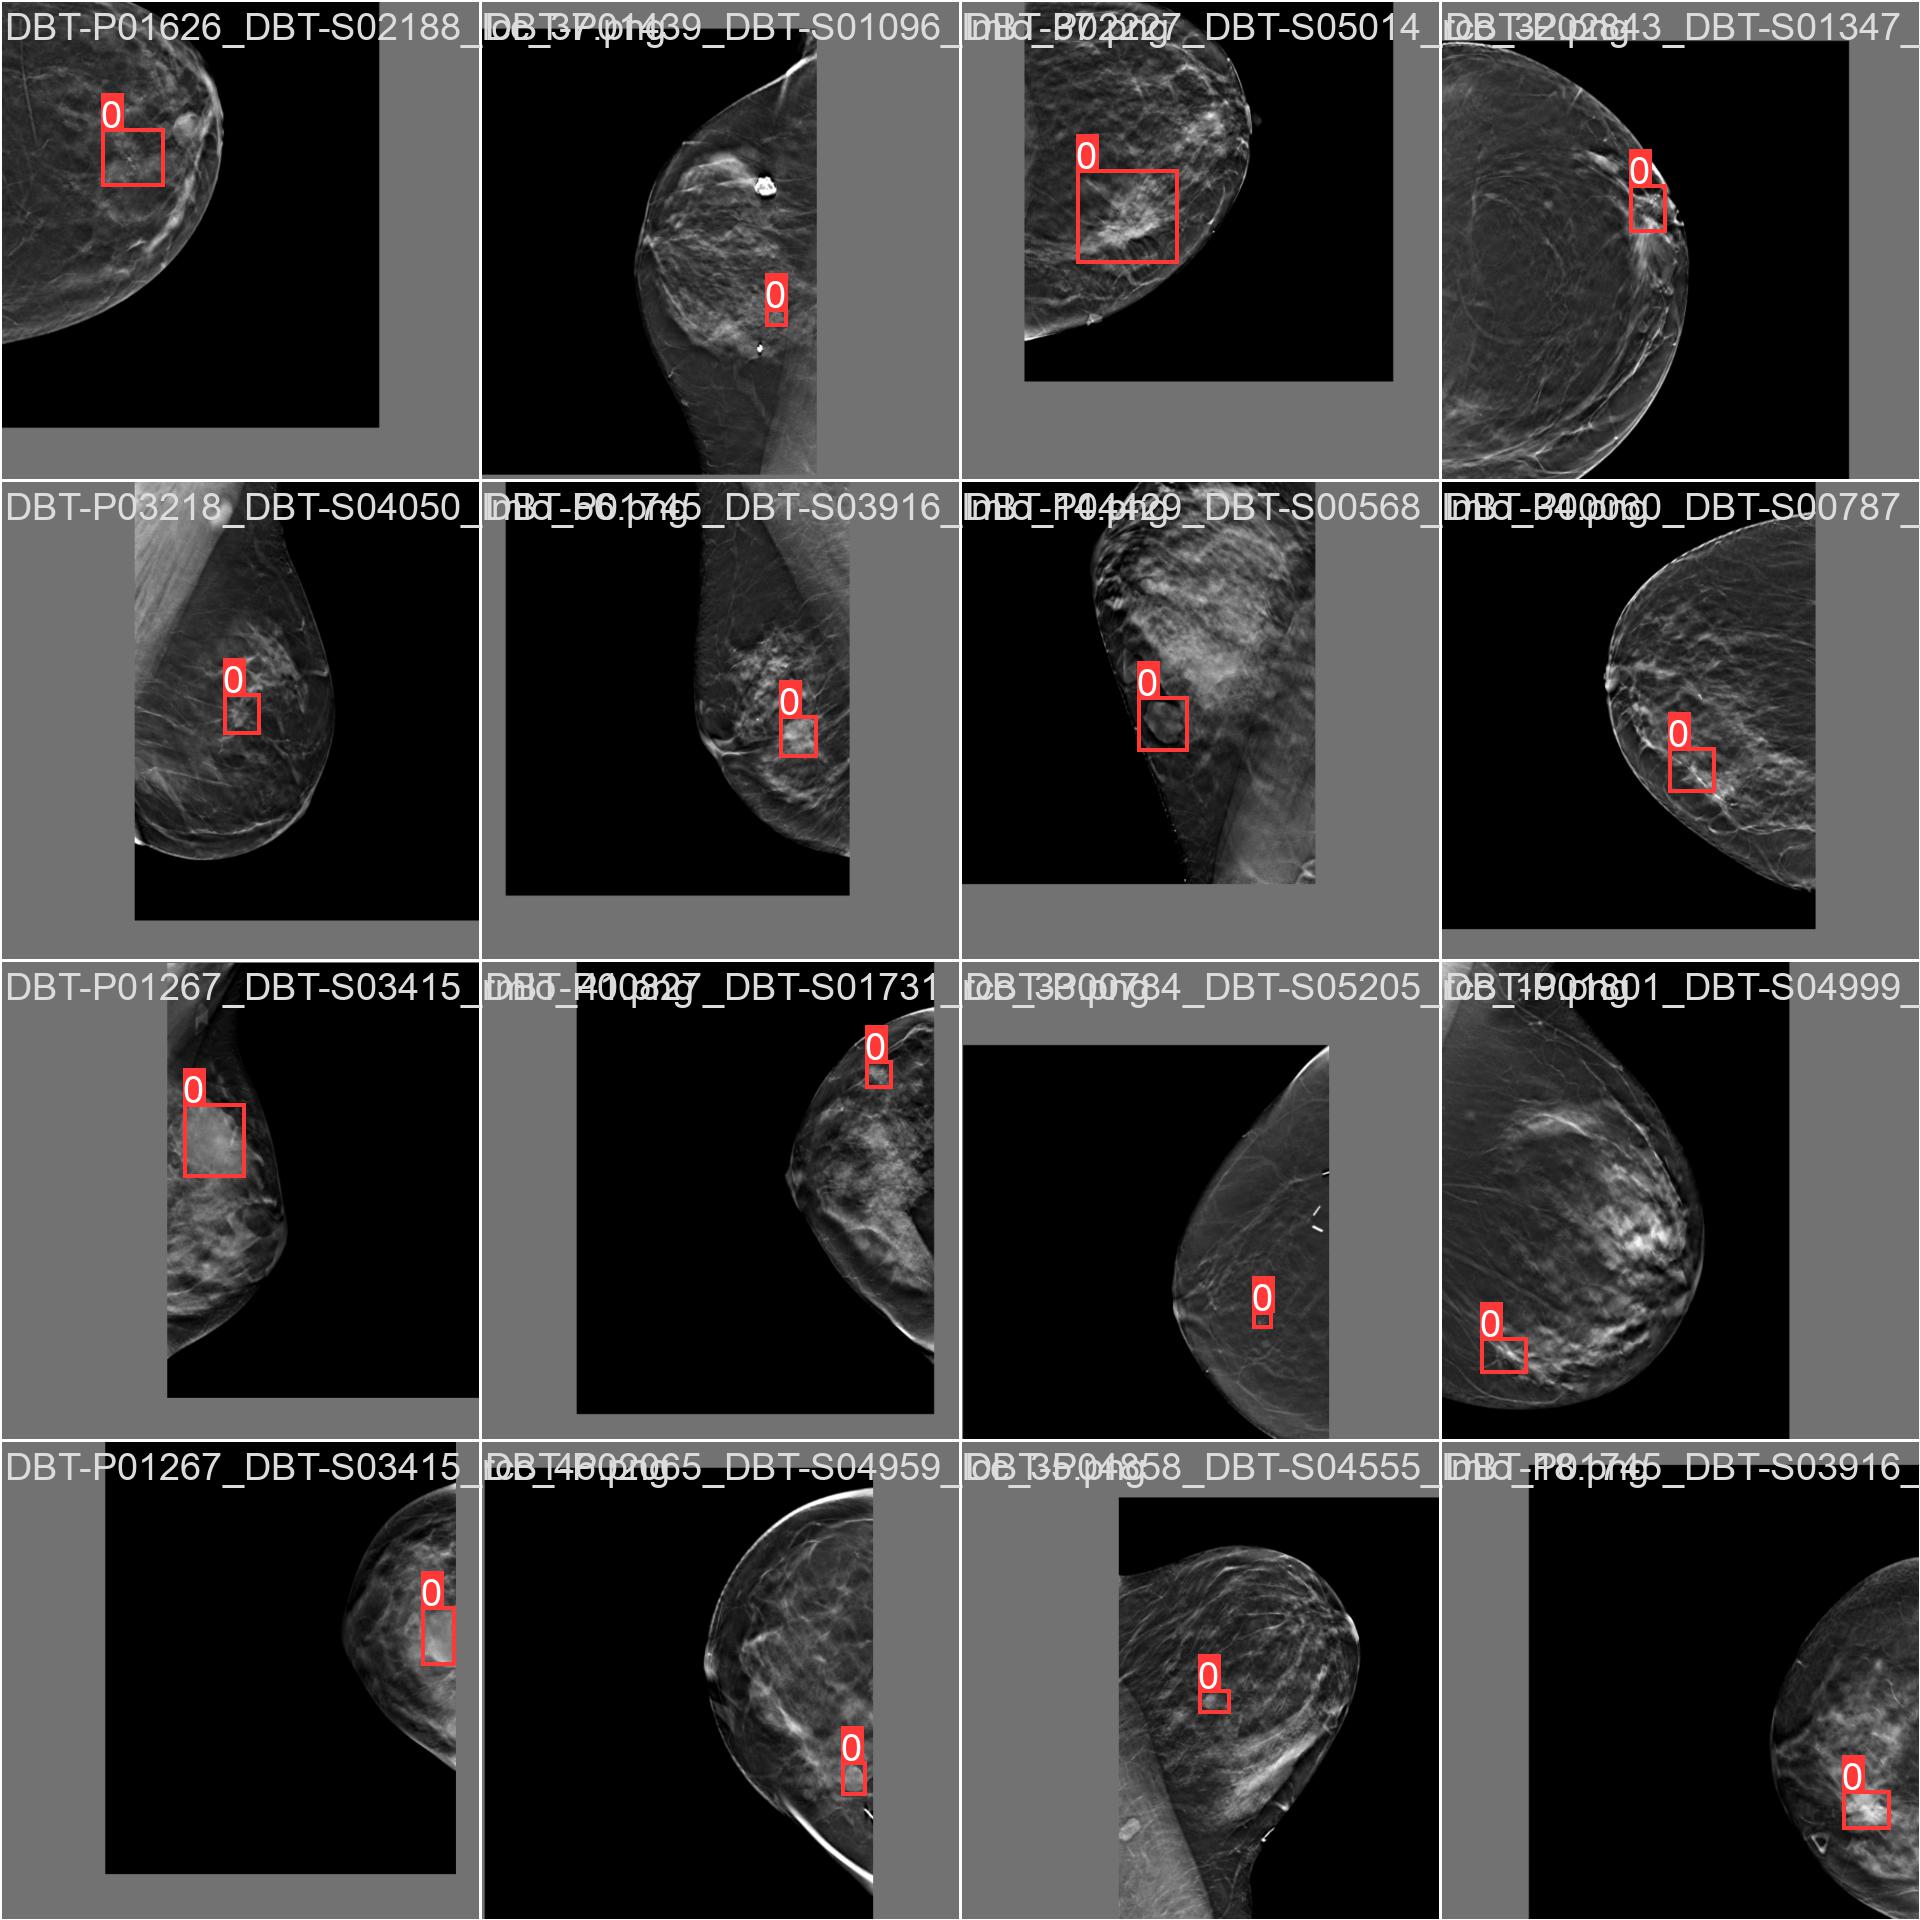 DBT-P01626_DBT-S02188_
DBT-P01439_DBT-S01096_
DBT-P02227_DBT-S05014_
DBT-P02843_DBT-S01347_
0
0
0
0
DBT-P03218_DBT-S04050_
DBT-P01745_DBT-S03916_
DBT-P04429_DBT-S00568_
DBT-P00060_DBT-S00787_
0
0
0
0
DBT-P01267_DBT-S03415_
DBT-P00827_DBT-S01731_
DBT-P00784_DBT-S05205_
DBT-P01801_DBT-S04999_
0
0
0
0
DBT-P01267_DBT-S03415_
DBT-P02065_DBT-S04959_
DBT-P04858_DBT-S04555_
DBT-P01745_DBT-S03916_
0
0
0
0